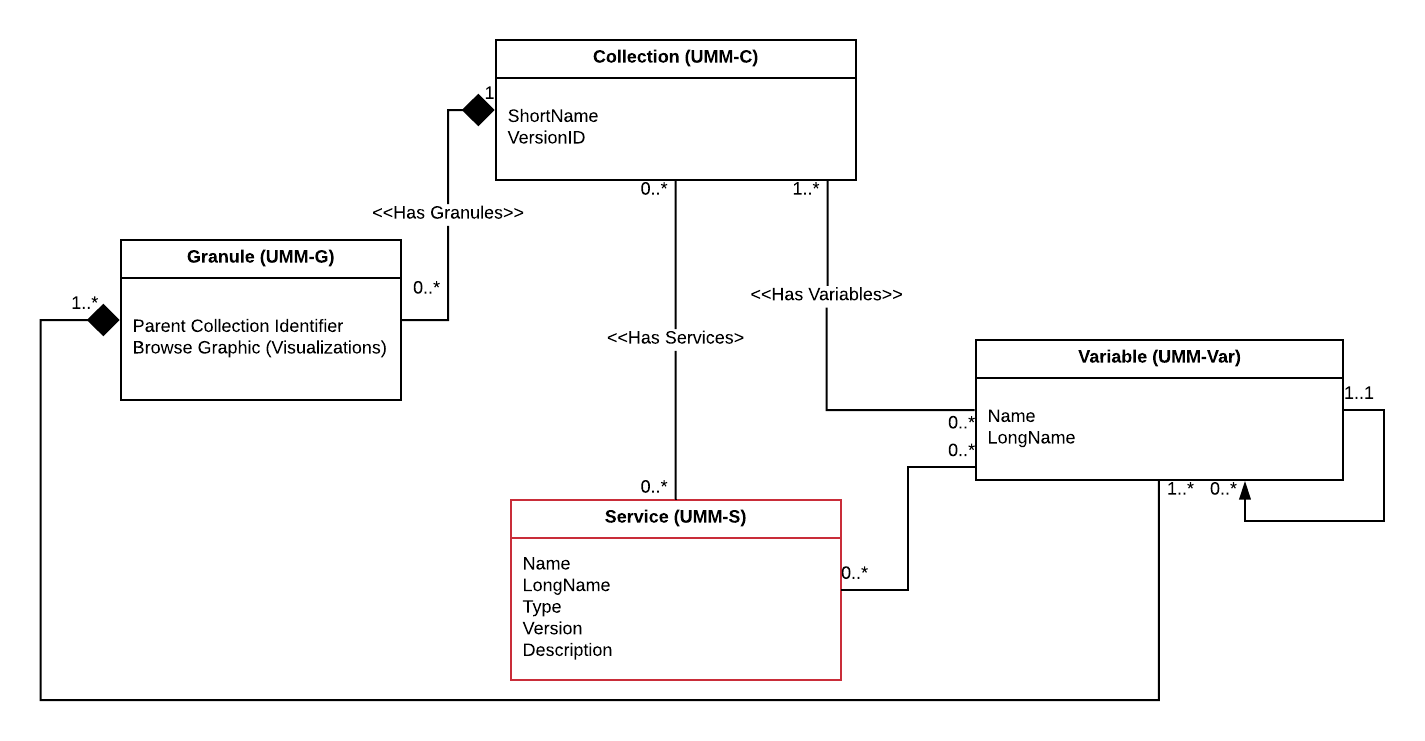 Collection (UMM-C)
1
ShortName
VersionID
0..*
1..*
<<Has Granules>>
Granule (UMM-G)
0..*
<<Has Variables>>
1..*
Parent Collection Identifier
Browse Graphic (Visualizations)
<<Has Services>
Variable (UMM-Var)
1..1
Name
0..*
LongName
0..*
0..*
1..*
0..*
Service (UMM-S)
Name
0..*
LongName
Type
Version
Description